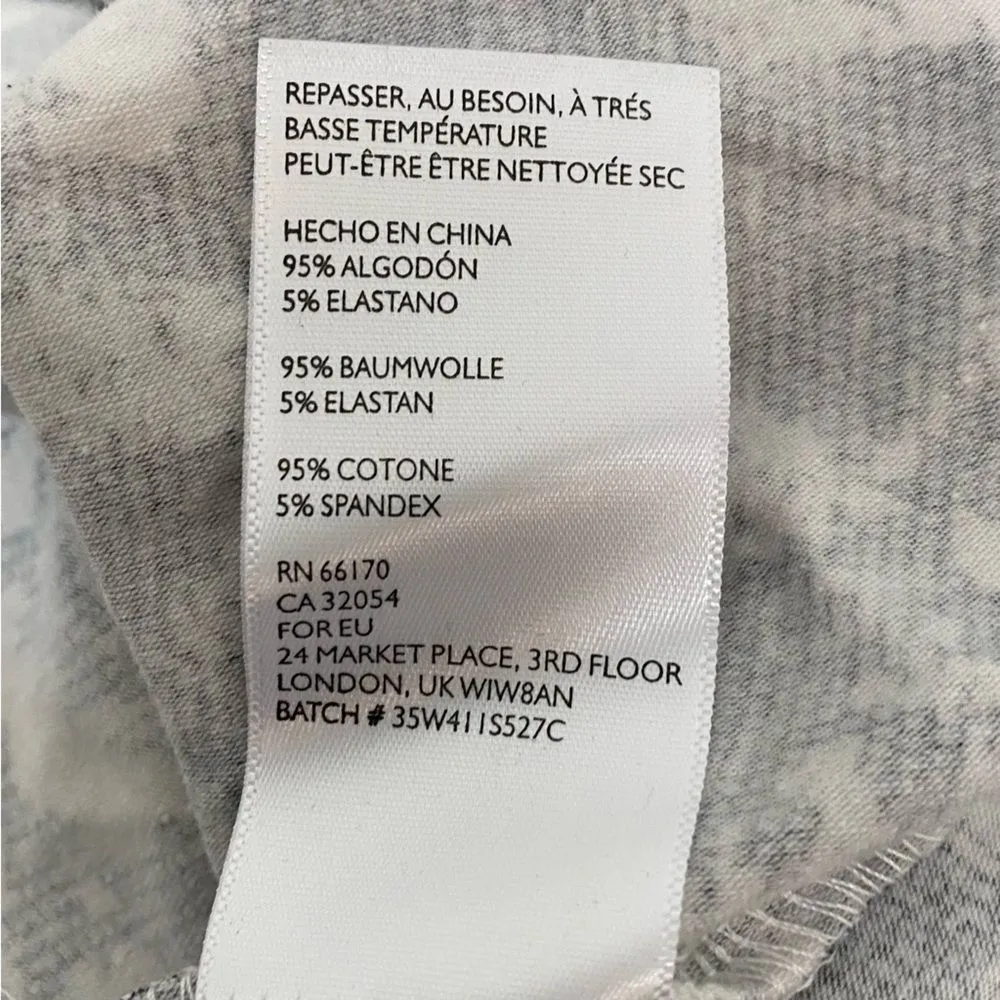 REPASSER, AU BESOIN, À TRÉS
BASSE TEMPÉRATURE
PEUT-ÊTRE ÊTRE NETTOYÉE SEC
HECHO EN CHINA
95% ALGODÓN
5% ELASTANO
95% BAUMWOLLE
5% ELASTAN
95% COTONE
5% SPANDEX
RN 66170
CA 32054
FOR EU
24 MARKET PLACE, 3RD FLOOR
LONDON, UK WIW8AN
BATCH # 35W411S527C